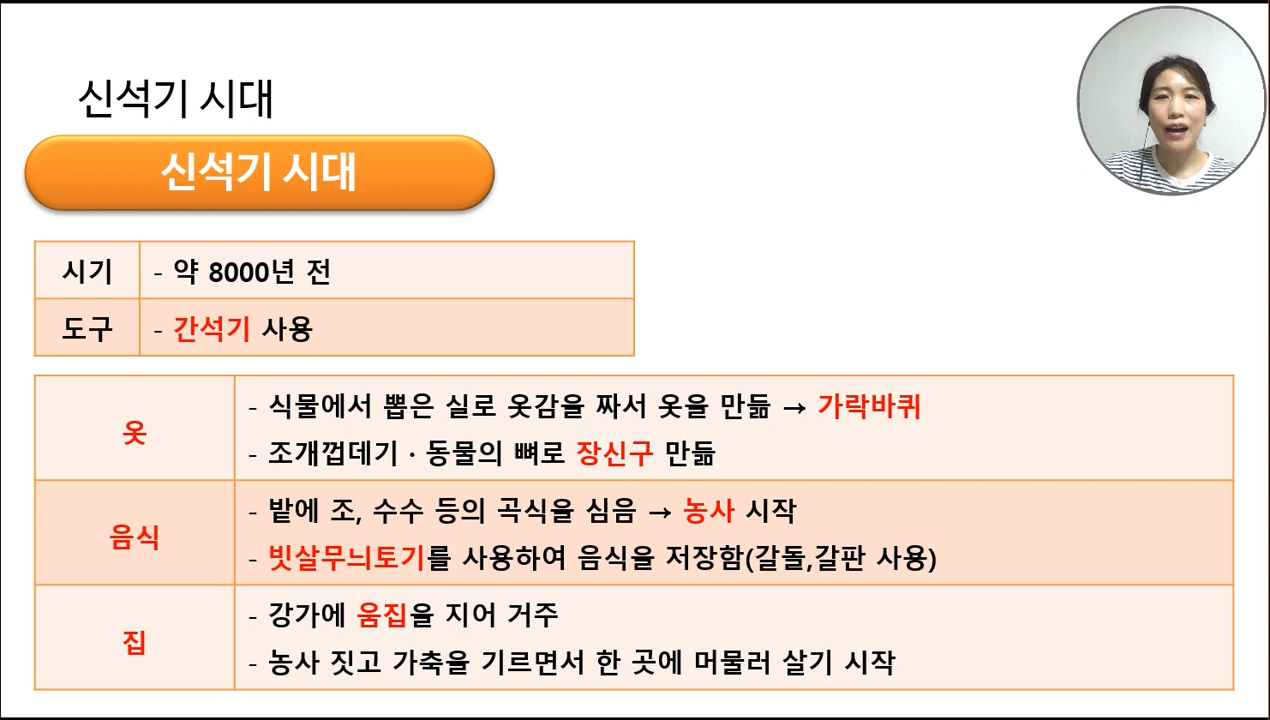 신석기 시대
신석기 시대
시기 - 약 8000년 전
도구 - 간석기 사용
옷
- 식물에서 뽑은 실로 옷감을 짜서 옷을 만듦 → 가락바퀴
- 조개껍데기 · 동물의 뼈로 장신구 만듦
음식
- 밭에 조, 수수 등의 곡식을 심음 → 농사 시작
- 빗살무늬토기를 사용하여 음식을 저장함(갈돌,갈판 사용)
집
- 강가에 움집을 지어 거주
- 농사 짓고 가축을 기르면서 한 곳에 머물러 살기 시작